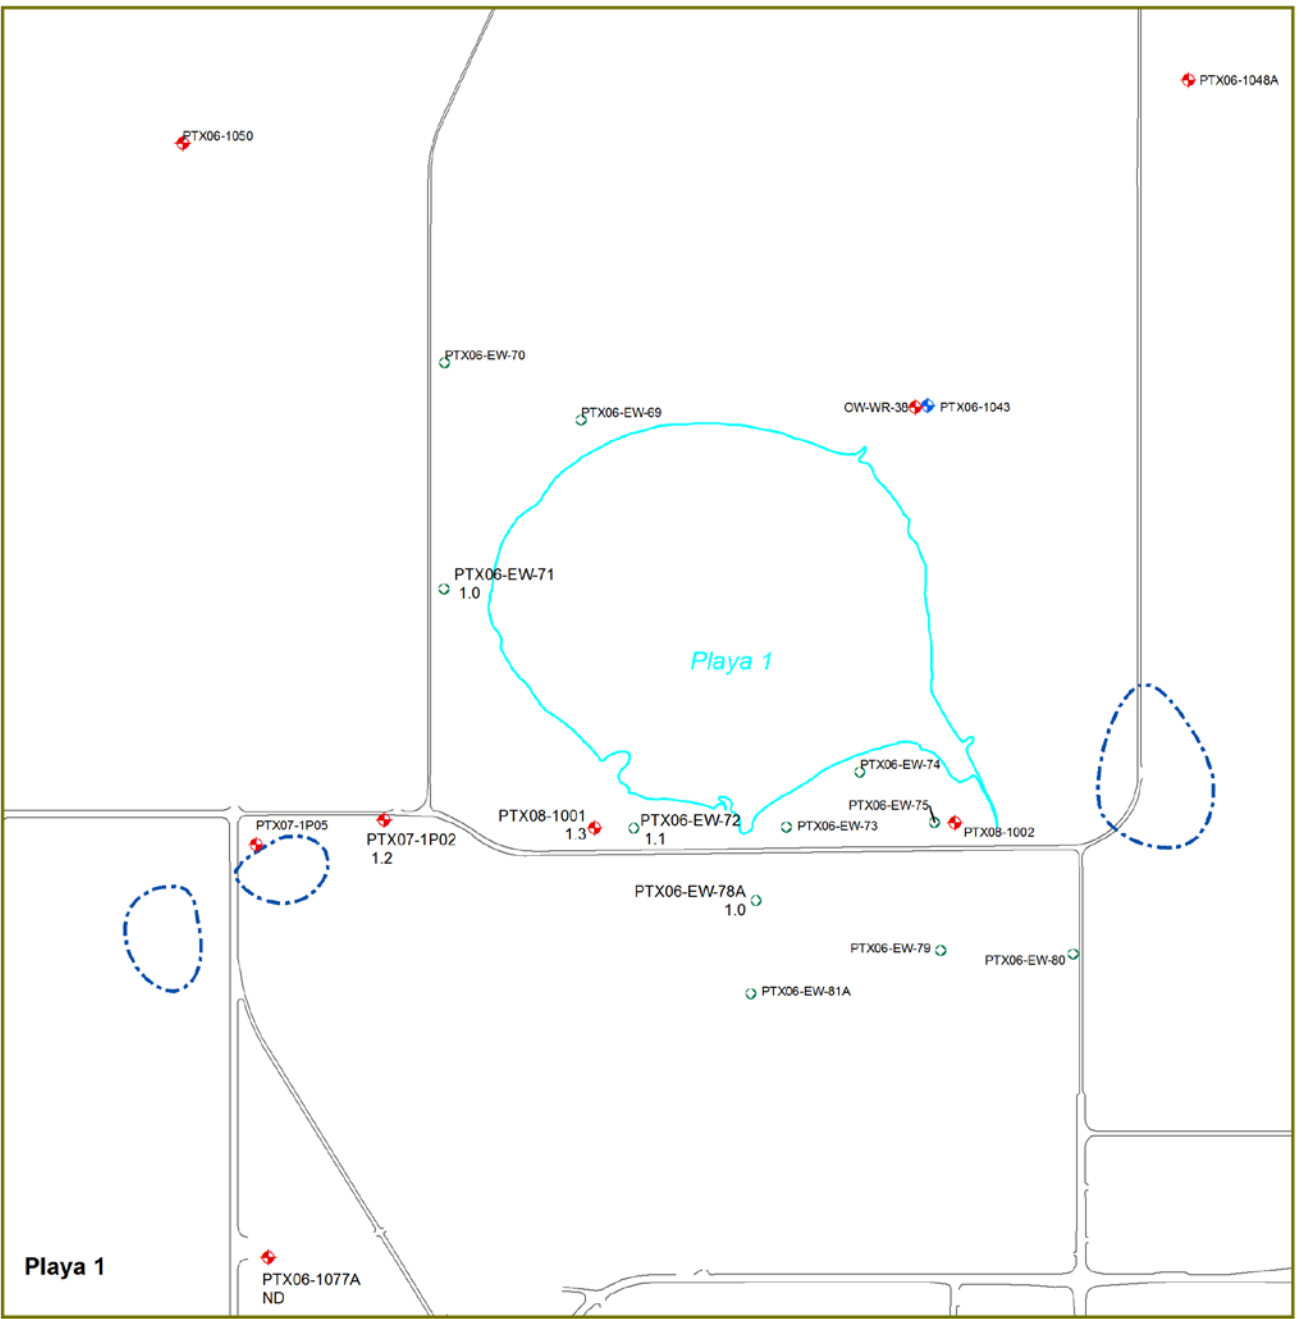 PTX06-1048A
PTX06-1050
PTX06-EW-70
OW-WR-38
PTX06-1043
PTX06-EW-69
PTX06-EW-71
1.0
Playa 1
PTX06-EW-74
PTX06-EW-75
PTX08-1001
1.3
PTX06-EW-72
1.1
PTX06-EW-73
PTX08-1002
PTX07-1P05
PTX07-1P02
1.2
PTX06-EW-78A
1.0
PTX06-EW-79
PTX06-EW-80
PTX06-EW-81A
Playa 1
PTX06-1077A
ND